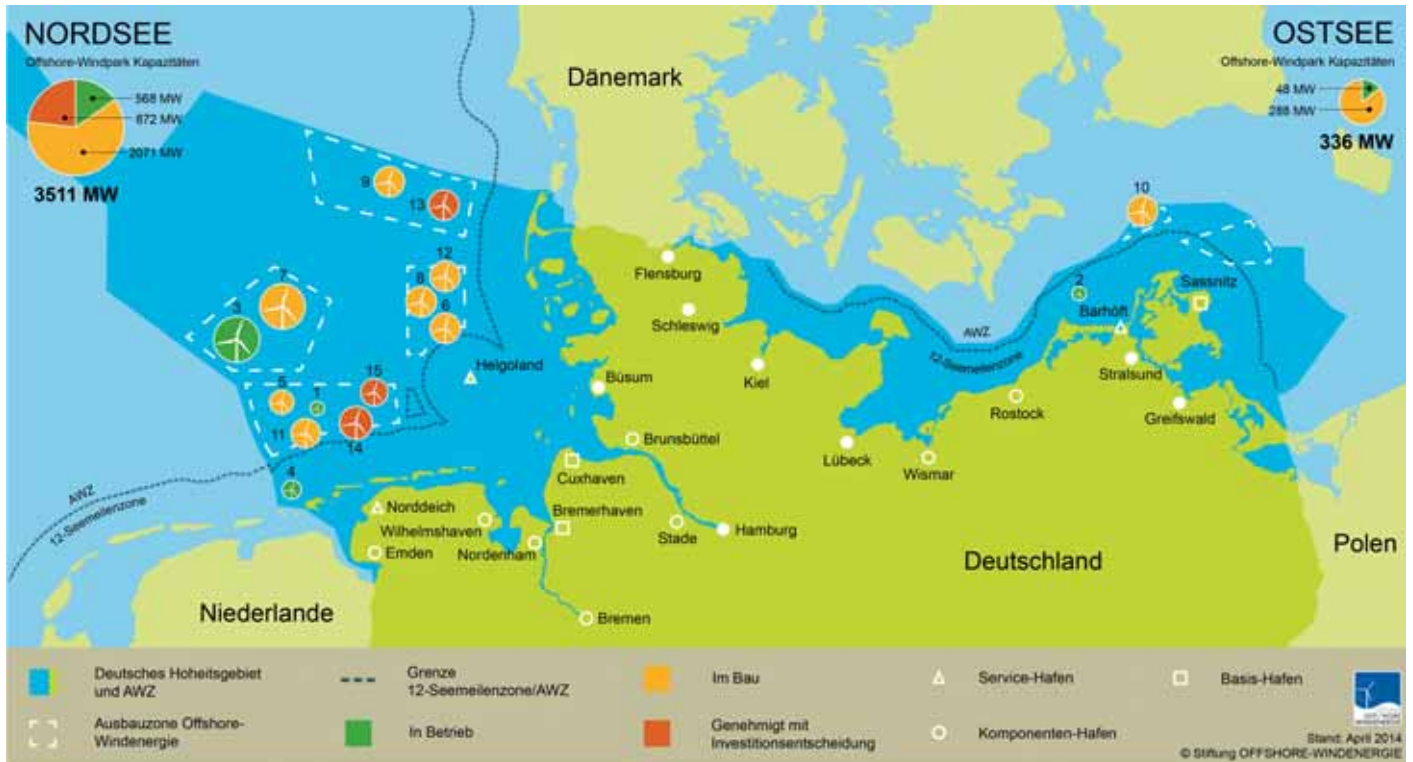 NORDSEE
Offshore-Windpark Kapazitäten
568 MW
872 MW
2071 MW
3511 MW
OSTSEE
Offshore-Windpark Kapazitäten
48 MW
288 MW
336 MW
Dänemark
9
13
10
12
7
8
3
6
2
Flensburg
Sassnitz
Schleswig
Barhöft
AWZ
12-Seemeilenzone
Helgoland
15
5
1
Büsum
Kiel
Stralsund
Rostock
Greifswald
11
14
Brunsbüttel
4
Lübeck
Wismar
Cuxhaven
AWZ
12-Seemeilenzone
Norddeich
Bremerhaven
Wilhelmshaven
Stade
Hamburg
Emden
Nordenham
Deutschland
Polen
Niederlande
Bremen
Deutsches Hoheitsgebiet
und AWZ
Grenze
12-Seemeilenzone/AWZ
Im Bau
Service-Hafen
Basis-Hafen
Ausbauzone Offshore-
Windenergie
In Betrieb
Genehmigt mit
Investitionsentscheidung
Komponenten-Hafen
OFFSHORE
WINDENERGIE
Stand: April 2014
© Stiftung OFFSHORE-WINDENERGIE